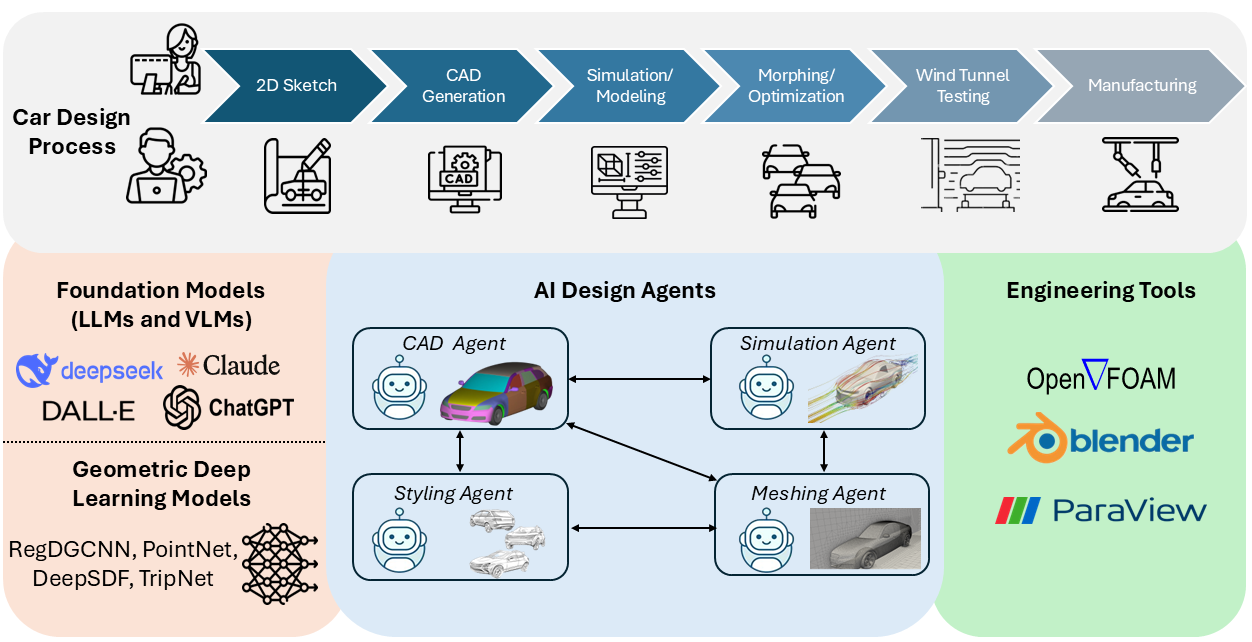 Car Design
Process
2D Sketch
CAD
Generation
Simulation/
Modeling
Morphing/
Optimization
Wind Tunnel
Testing
Manufacturing
CAD
Foundation Models
(LLMs and VLMs)
deepseek
Claude
DALL·E
ChatGPT
Geometric Deep
Learning Models
RegDGCNN, PointNet,
DeepSDF, TripNet
AI Design Agents
CAD Agent
Simulation Agent
Styling Agent
Meshing Agent
Engineering Tools
Open∇FOAM
blender
ParaView